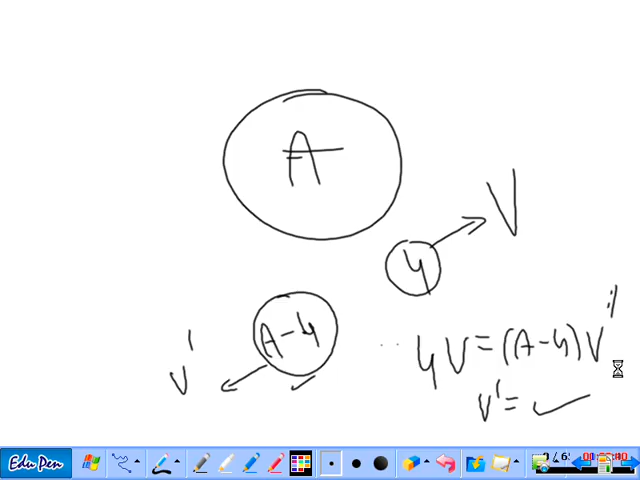 A
V
4
A-4
V'
4V=(A-4)V'
V'= ✓
Edu Pen